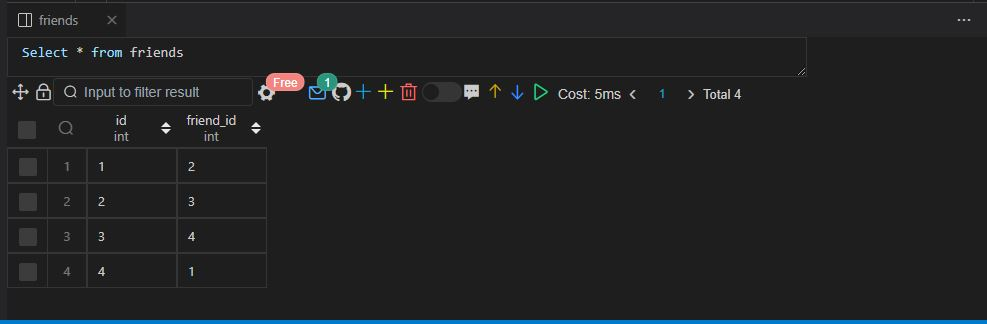 friends
Select * from friends
Input to filter result Free 1 Cost: 5ms 1 Total 4
id friend_id
int int
1 1 2
2 2 3
3 3 4
4 4 1